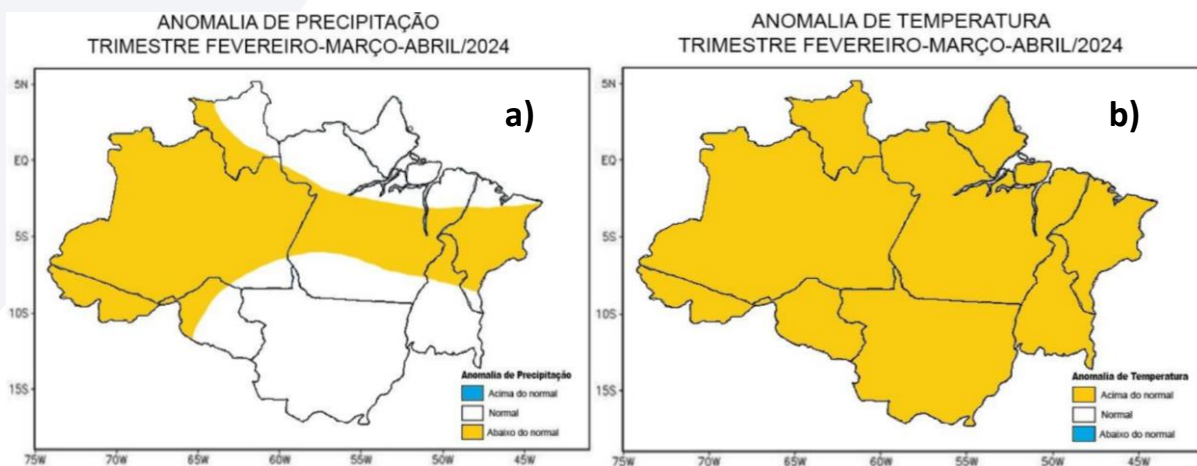 ANOMALIA DE PRECIPITAÇÃO
TRIMESTRE FEVEREIRO-MARÇO-ABRIL/2024
a)
5N
EQ
5S
10S
15S
75W
70W
65W
60W
55W
50W
45W
Anomalia de Precipitação
Acima do normal
Normal
Abaixo do normal
ANOMALIA DE TEMPERATURA
TRIMESTRE FEVEREIRO-MARÇO-ABRIL/2024
b)
5N
EQ
5S
10S
15S
75W
70W
65W
60W
55W
50W
45W
Anomalia de Temperatura
Acima do normal
Normal
Abaixo do normal